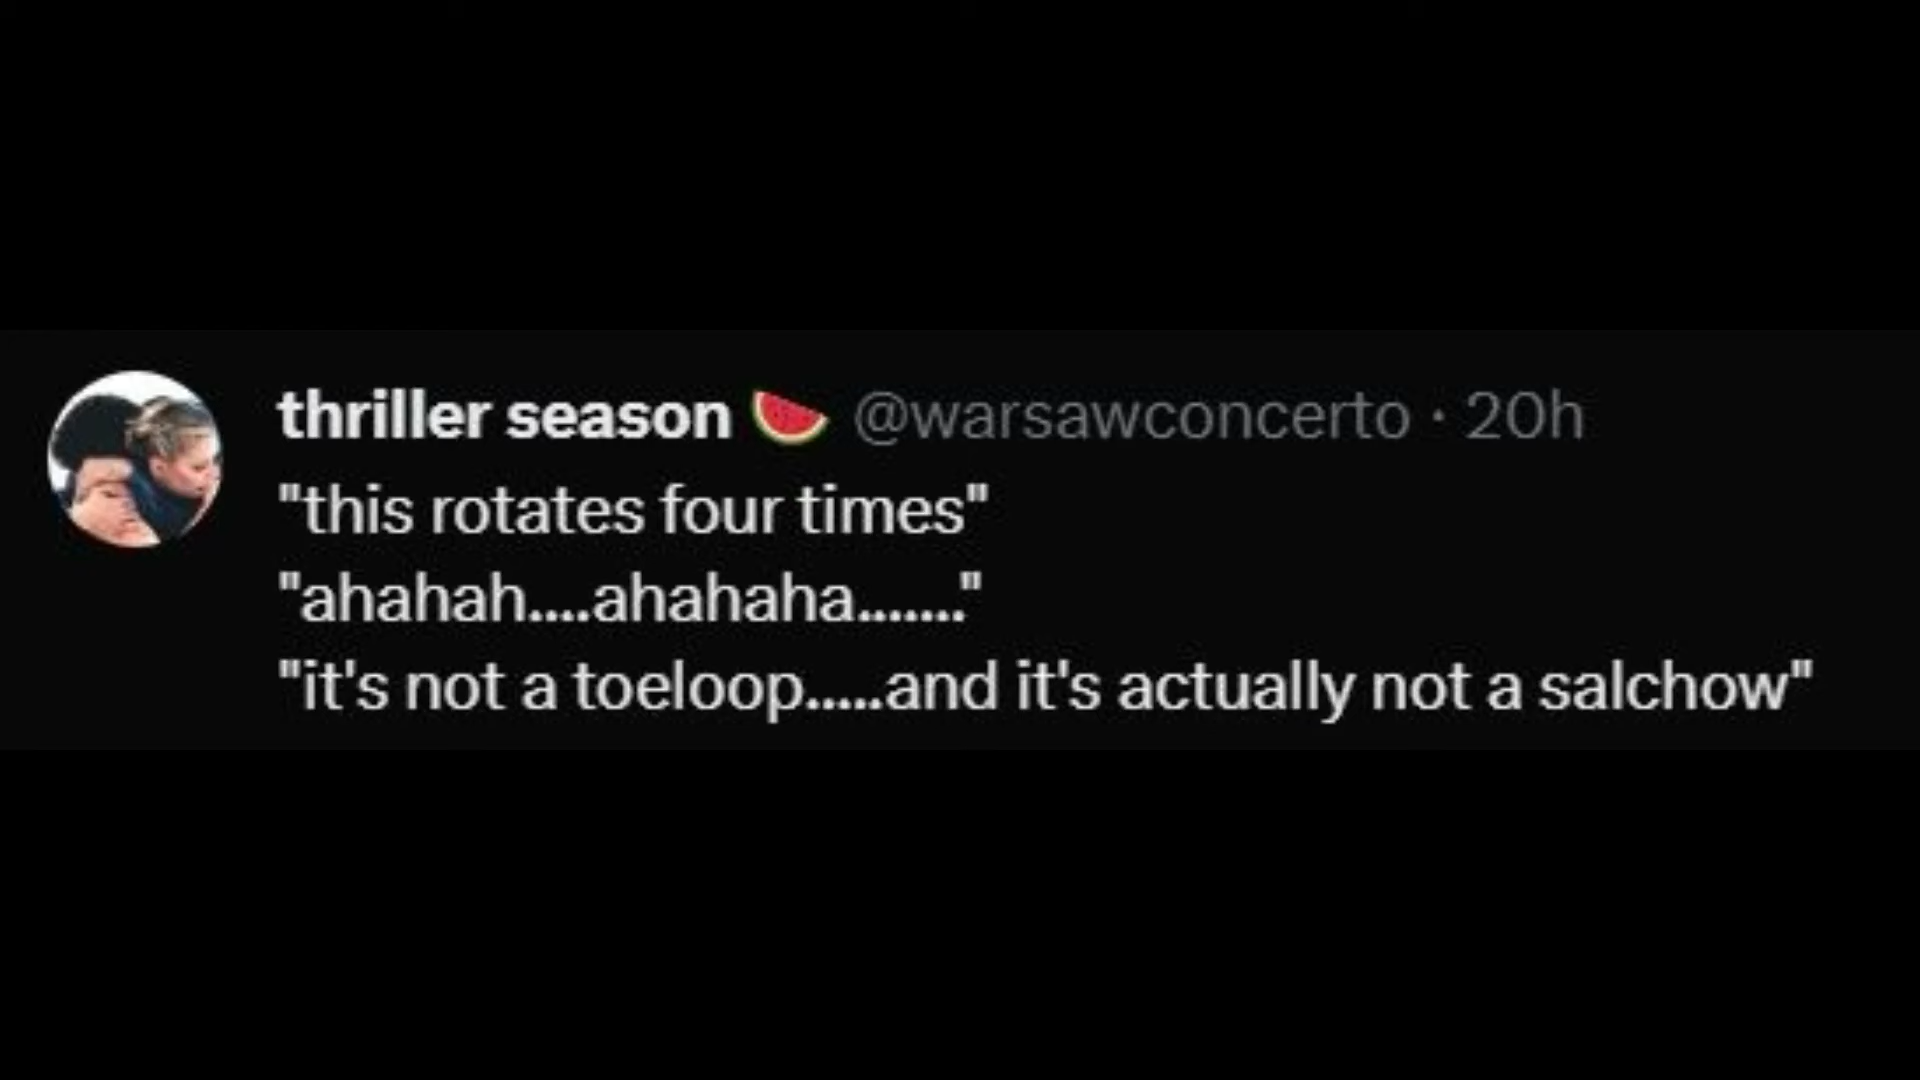 thriller season 🍉 @warsawconcerto · 20h
"this rotates four times"
"ahahah....ahahaha......."
"it's not a toeloop.....and it's actually not a salchow"